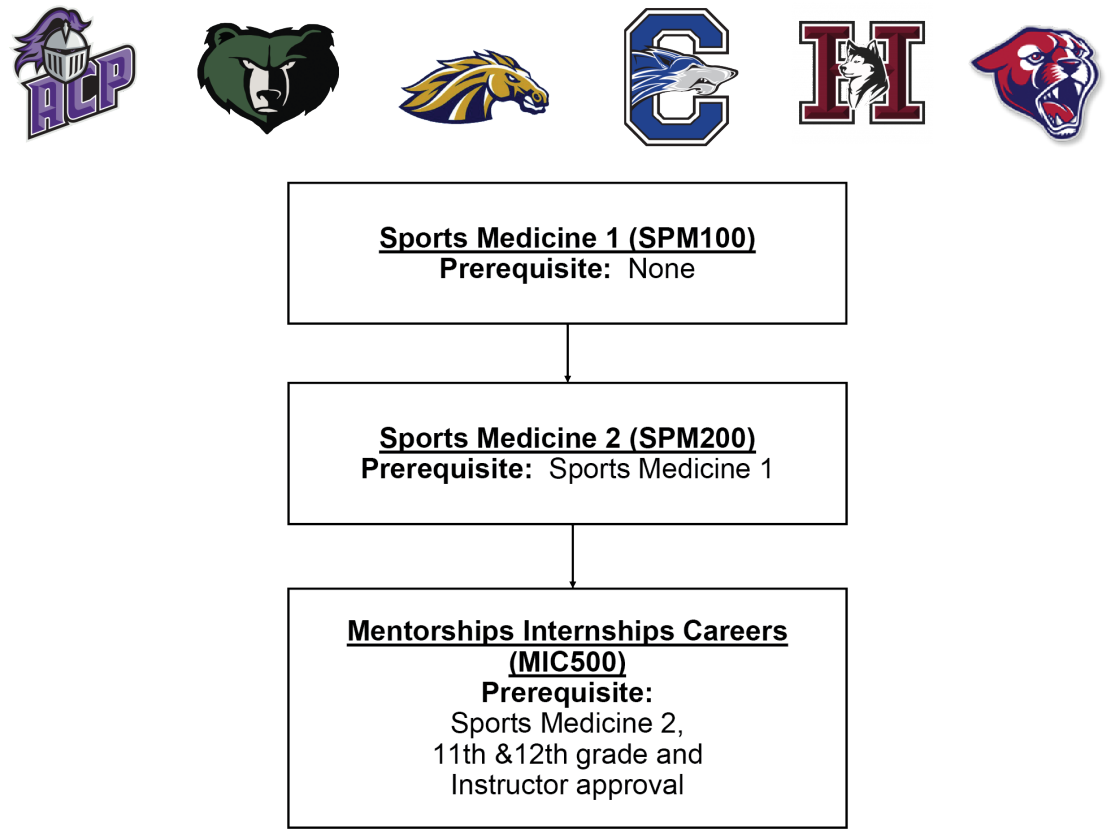 ACP
C
H
Sports Medicine 1 (SPM100)
Prerequisite:  None
Sports Medicine 2 (SPM200)
Prerequisite:  Sports Medicine 1
Mentorships Internships Careers
(MIC500)
Prerequisite:
Sports Medicine 2,
11th &12th grade and
Instructor approval